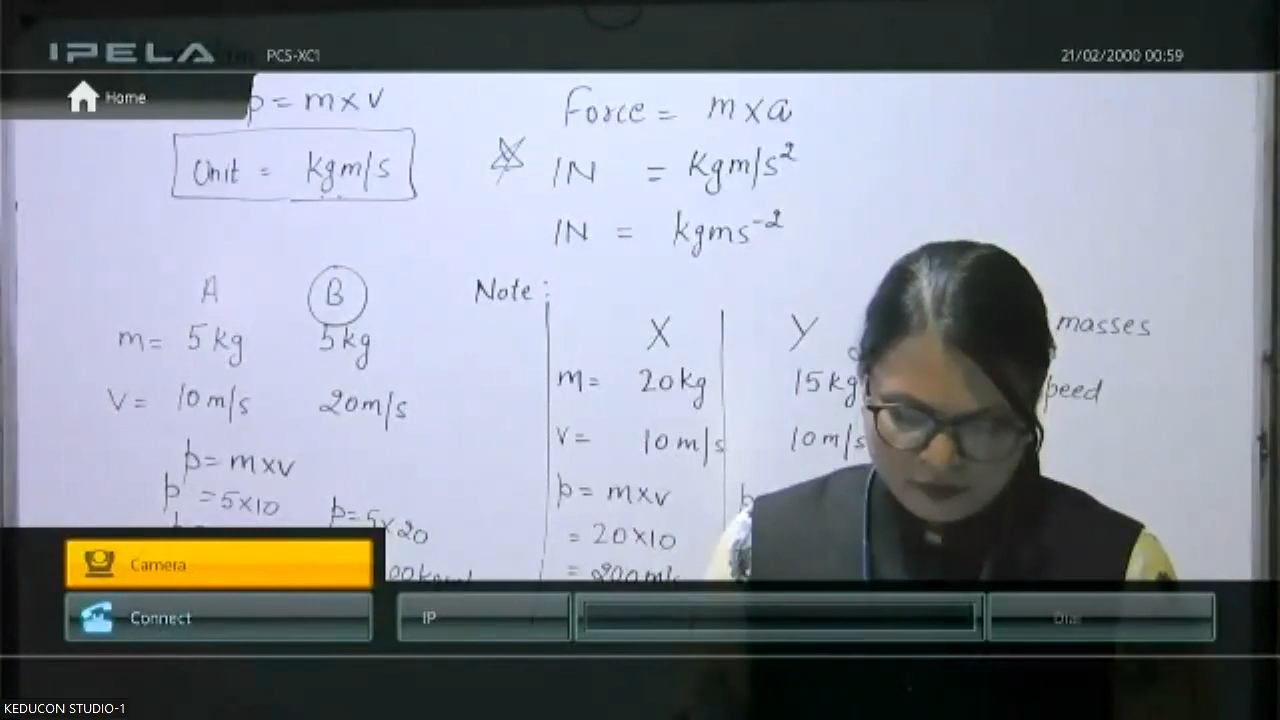 IPELA PCS-XC1 21/02/2000 00:59
Home
p = m x v
Unit = kgm/s
Force = m x a
1N = kgm/s²
1N = kgms⁻²
A B
m = 5kg 5kg
v = 10m/s 20m/s
p = m x v
p = 5x10
p = 5x20
Note :
X Y masses
m = 20kg 15kg peed
v = 10m/s 10m/s
p = m x v
= 20x10
= 200m/s
Camera
Connect IP Dial
KEDUCON STUDIO-1